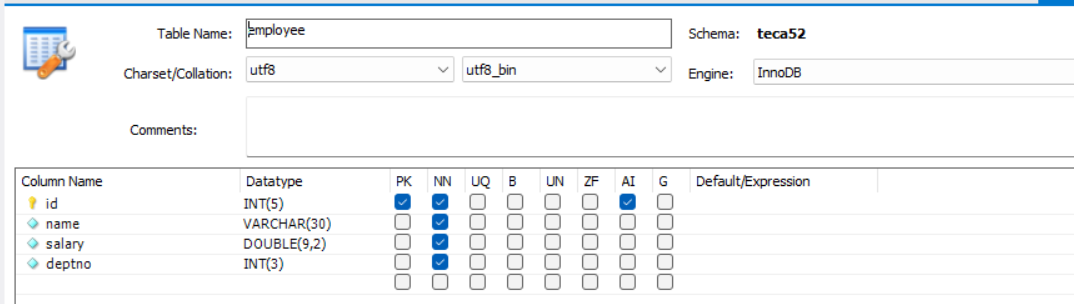 Table Name: employee Schema: teca52
Charset/Collation: utf8 utf8_bin Engine: InnoDB
Comments:
Column Name Datatype PK NN UQ B UN ZF AI G Default/Expression
id INT(5)
name VARCHAR(30)
salary DOUBLE(9,2)
deptno INT(3)